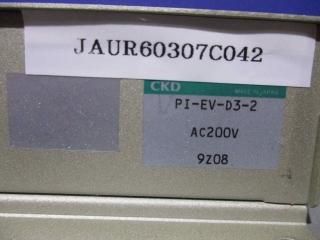 JAUR60307C042
CKD MADE IN JAPAN
PI-EV-D3-2
AC200V
9Z08